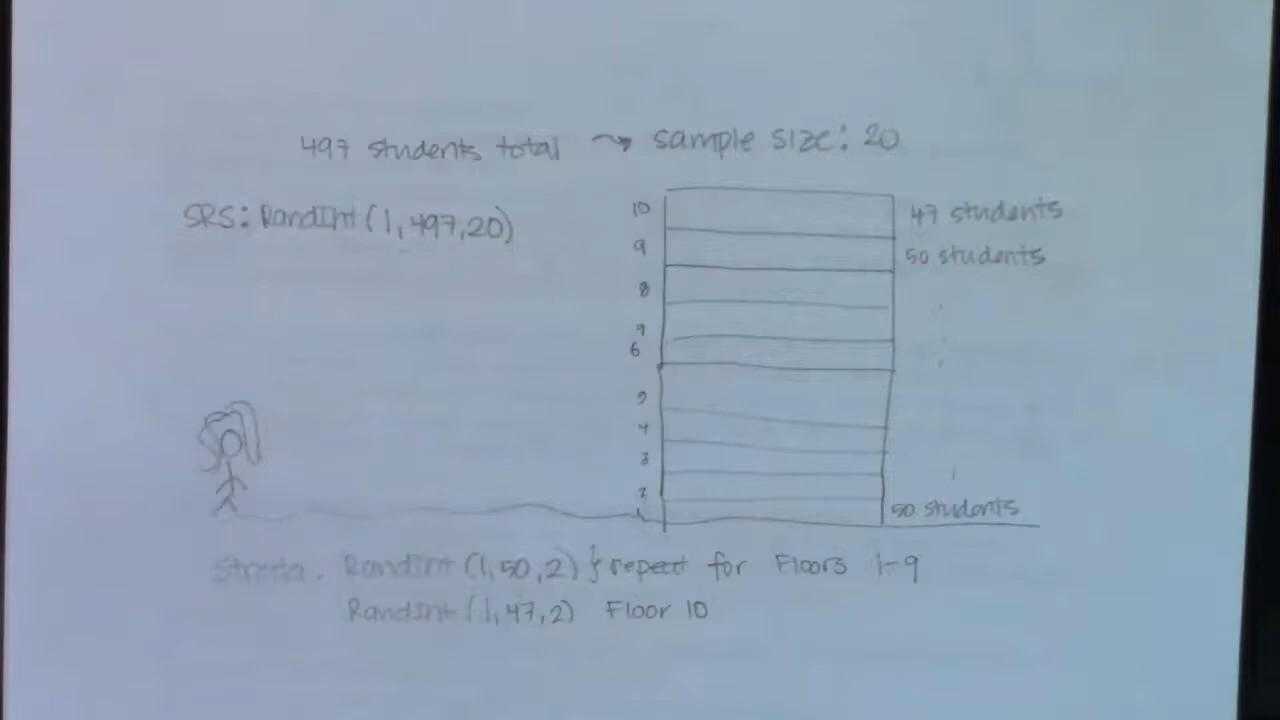 497 students total → sample size: 20
SRS: RandInt (1,497,20)
10
47 students
9
50 students
8
7
6
5
4
3
2
1
50 students
Strata. RandInt (1,50,2) } repeat for Floors 1-9
RandInt (1,47,2) Floor 10